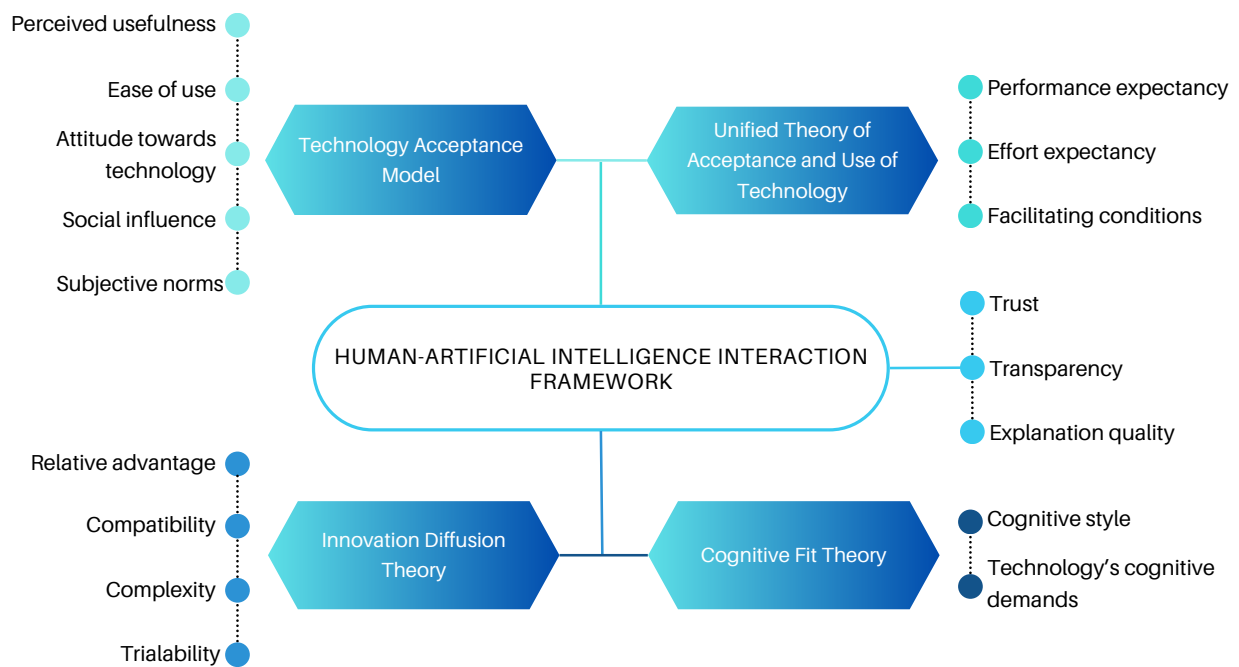 Perceived usefulness
Ease of use
Attitude towards
technology
Social influence
Subjective norms
Technology Acceptance
Model
Unified Theory of
Acceptance and Use of
Technology
Performance expectancy
Effort expectancy
Facilitating conditions
HUMAN-ARTIFICIAL INTELLIGENCE INTERACTION
FRAMEWORK
Trust
Transparency
Explanation quality
Relative advantage
Compatibility
Complexity
Trialability
Innovation Diffusion
Theory
Cognitive Fit Theory
Cognitive style
Technology’s cognitive
demands